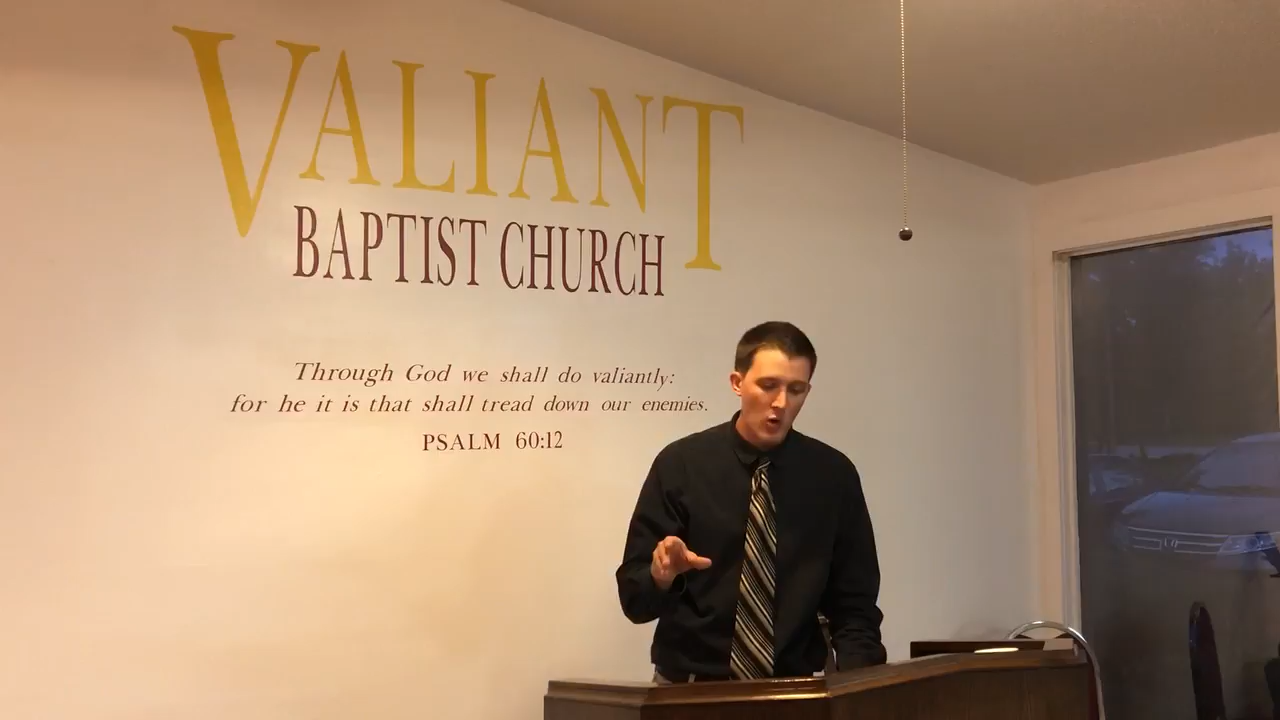 VALIANT
BAPTIST CHURCH
Through God we shall do valiantly:
for he it is that shall tread down our enemies.
PSALM 60:12